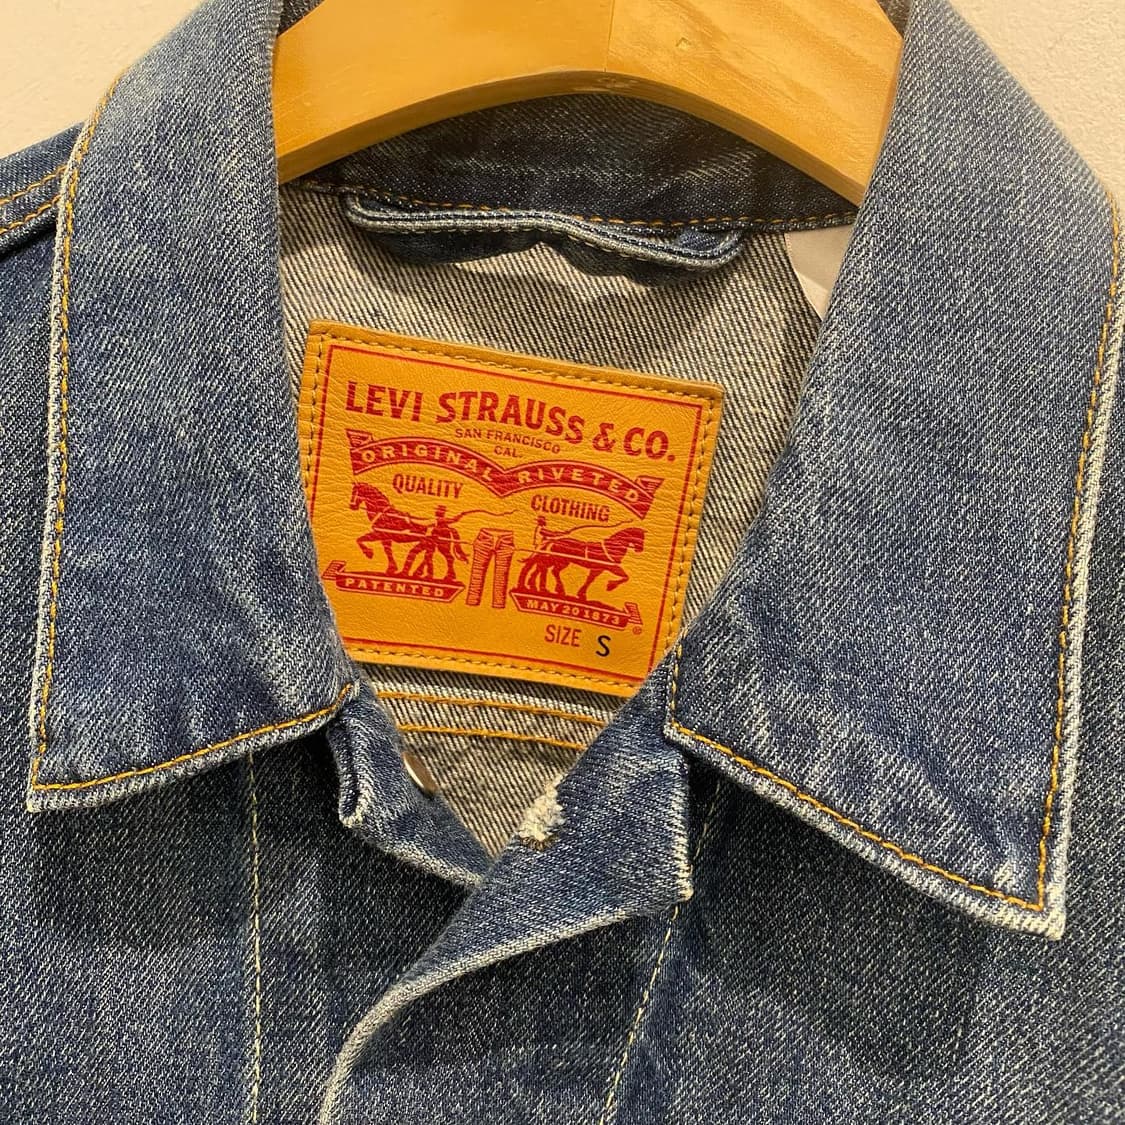 LEVI STRAUSS & CO.
SAN FRANCISCO
CAL.
ORIGINAL RIVETED
QUALITY CLOTHING
PATENTED MAY 20 1873
®
SIZE S